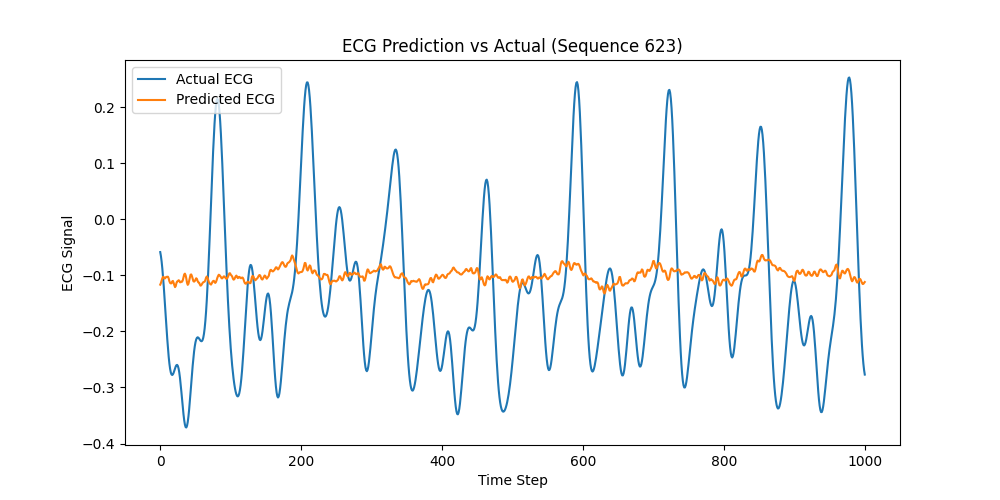 ECG Prediction vs Actual (Sequence 623)
Actual ECG
Predicted ECG
ECG Signal
0.2
0.1
0.0
−0.1
−0.2
−0.3
−0.4
0 200 400 600 800 1000
Time Step